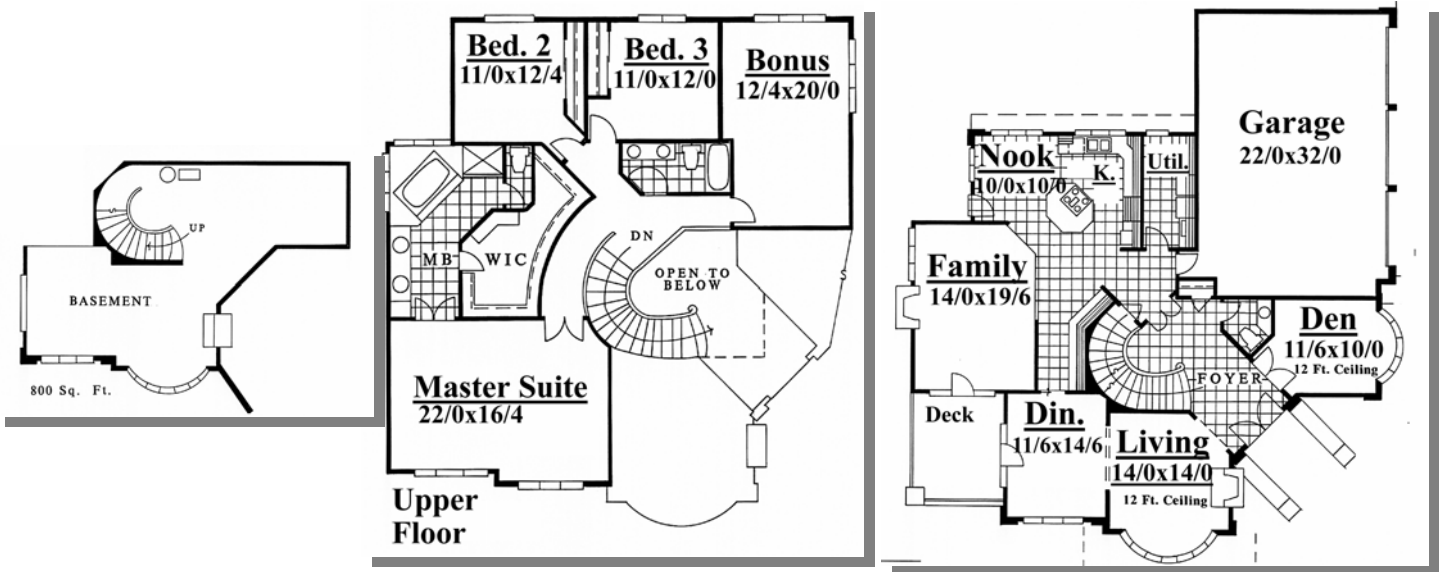 UP
BASEMENT
800 Sq. Ft.
Bed. 2
11/0x12/4
Bed. 3
11/0x12/0
Bonus
12/4x20/0
MB
WIC
DN
OPEN TO
BELOW
S
Master Suite
22/0x16/4
Upper
Floor
Garage
22/0x32/0
Nook
10/0x10/0
K.
Util.
Family
14/0x19/6
Den
11/6x10/0
12 Ft. Ceiling
FOYER
Deck
Din.
11/6x14/6
Living
14/0x14/0
12 Ft. Ceiling